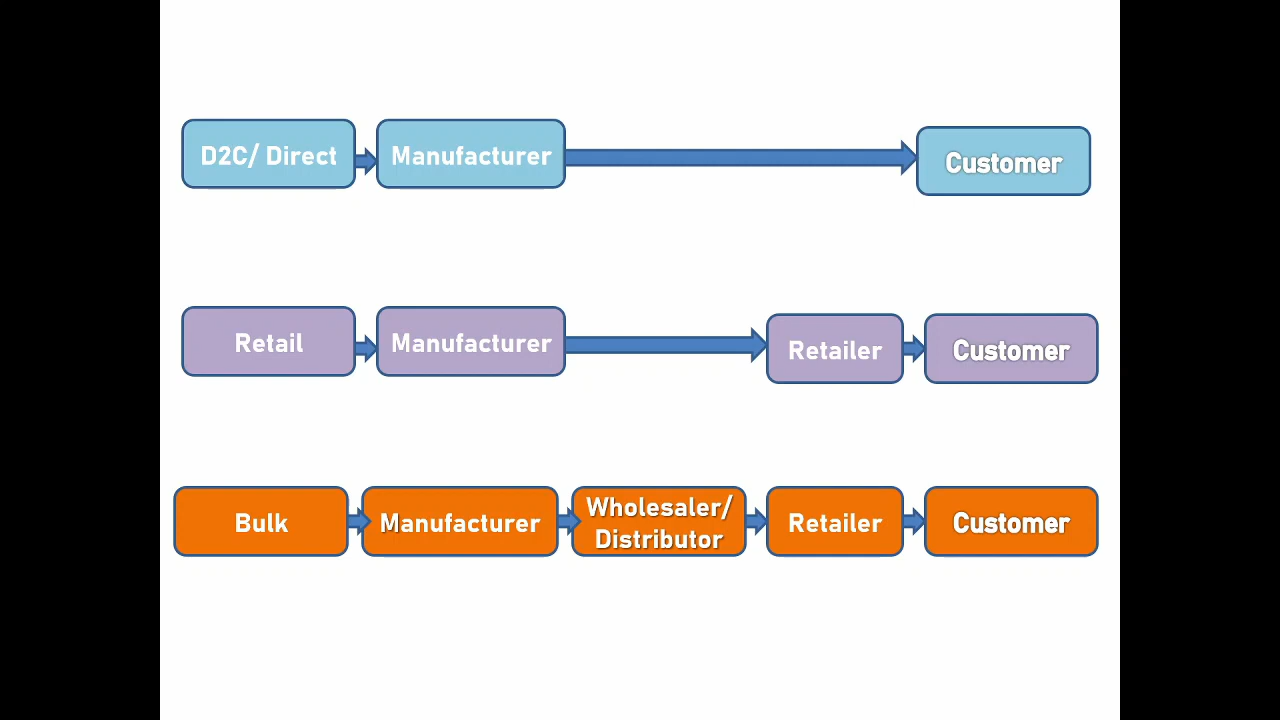 D2C/ Direct
Manufacturer
Customer
Retail
Manufacturer
Retailer
Customer
Bulk
Manufacturer
Wholesaler/
Distributor
Retailer
Customer